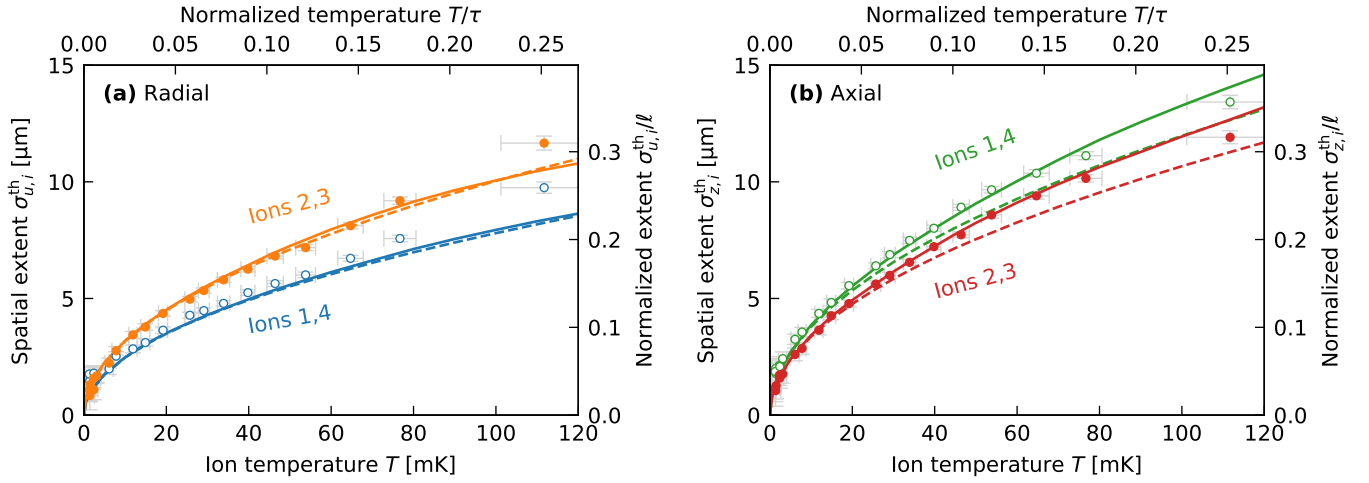 Normalized temperature T/τ
0.00 0.05 0.10 0.15 0.20 0.25
15
10
5
0
Spatial extent σ^th_u,i [μm]
(a) Radial
Ions 2,3
Ions 1,4
0.3
0.2
0.1
0.0
Normalized extent σ^th_u,i/ℓ
0 20 40 60 80 100 120
Ion temperature T [mK]
Normalized temperature T/τ
0.00 0.05 0.10 0.15 0.20 0.25
15
10
5
0
Spatial extent σ^th_z,i [μm]
(b) Axial
Ions 1,4
Ions 2,3
0.3
0.2
0.1
0.0
Normalized extent σ^th_z,i/ℓ
0 20 40 60 80 100 120
Ion temperature T [mK]